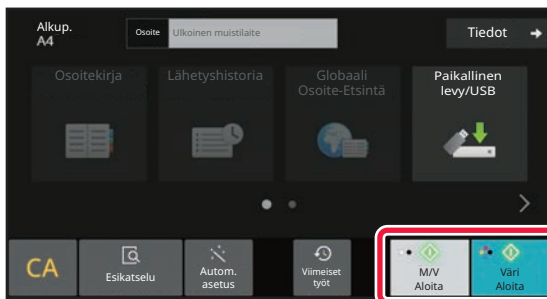 Alkup.
A4
Osoite
Ulkoinen muistilaite
Tiedot
Osoitekirja
Lähetyshistoria
Globaali
Osoite-Etsintä
Paikallinen
levy/USB
CA
Esikatselu
Autom.
asetus
Viimeiset
työt
M/V
Aloita
Väri
Aloita